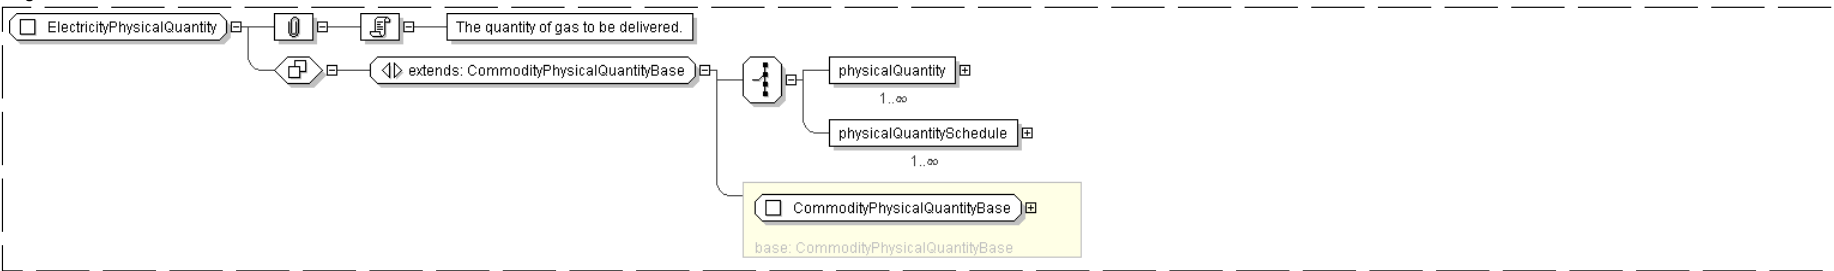 ElectricityPhysicalQuantity
The quantity of gas to be delivered.
extends: CommodityPhysicalQuantityBase
physicalQuantity
1..∞
physicalQuantitySchedule
1..∞
CommodityPhysicalQuantityBase
base: CommodityPhysicalQuantityBase